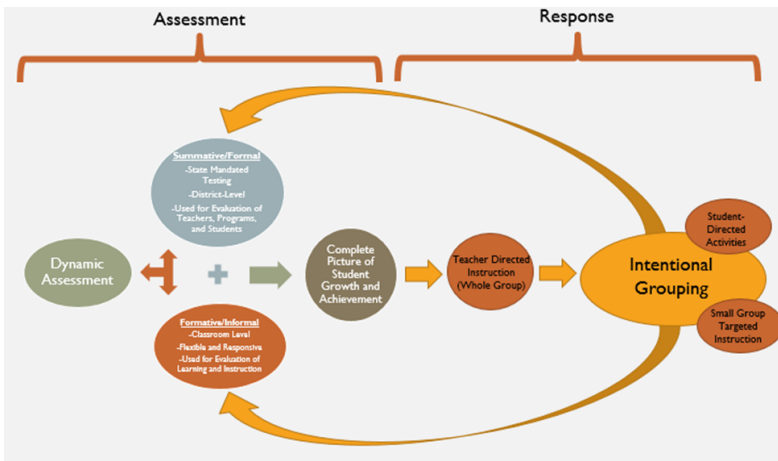 Assessment
Response
Summative/Formal
-State Mandated
Testing
-District-Level
-Used for Evaluation of
Teachers, Programs,
and Students
Dynamic
Assessment
Formative/Informal
-Classroom Level
-Flexible and Responsive
-Used for Evaluation of
Learning and Instruction
Complete
Picture of
Student
Growth and
Achievement
Teacher Directed
Instruction
(Whole Group)
Intentional
Grouping
Student-
Directed
Activities
Small Group
Targeted
Instruction